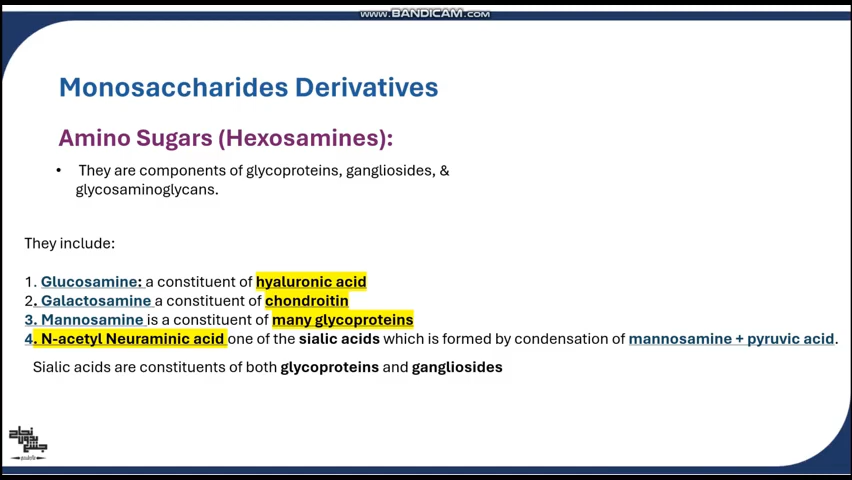 www.BANDICAM.com
Monosaccharides Derivatives
Amino Sugars (Hexosamines):
• They are components of glycoproteins, gangliosides, &
glycosaminoglycans.
They include:
1. Glucosamine: a constituent of hyaluronic acid
2. Galactosamine a constituent of chondroitin
3. Mannosamine is a constituent of many glycoproteins
4. N-acetyl Neuraminic acid one of the sialic acids which is formed by condensation of mannosamine + pyruvic acid.
Sialic acids are constituents of both glycoproteins and gangliosides